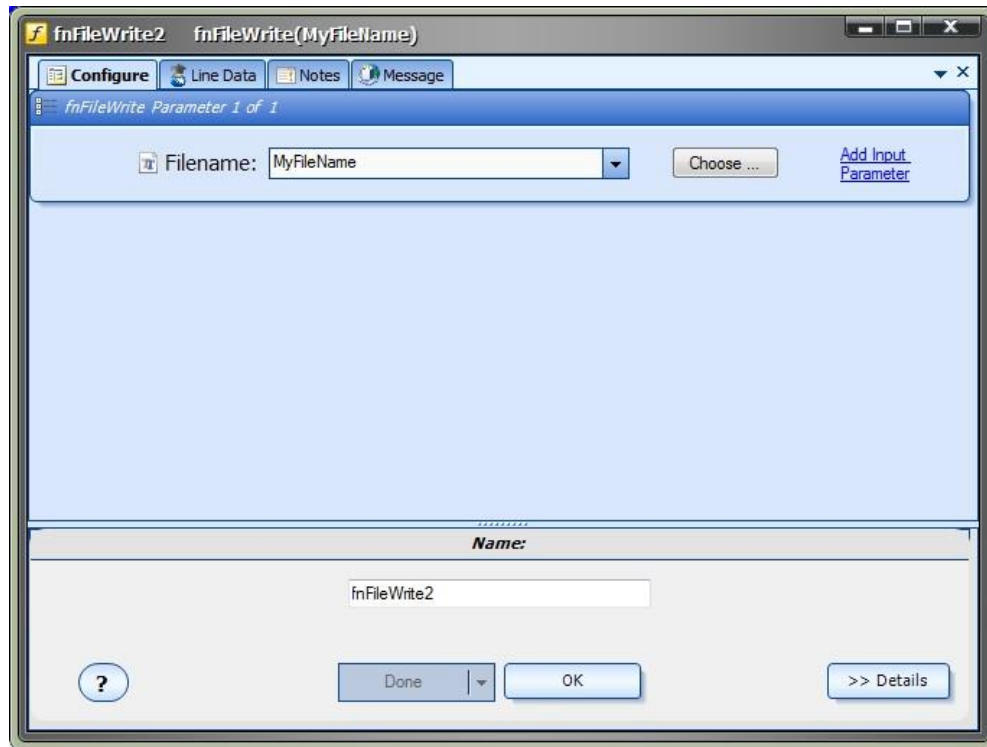 fnFileWrite2 fnFileWrite(MyFileName)
Configure Line Data Notes Message
fnFileWrite Parameter 1 of 1
Filename: MyFileName Choose ... Add Input
Parameter
Name:
fnFileWrite2
? Done OK >> Details